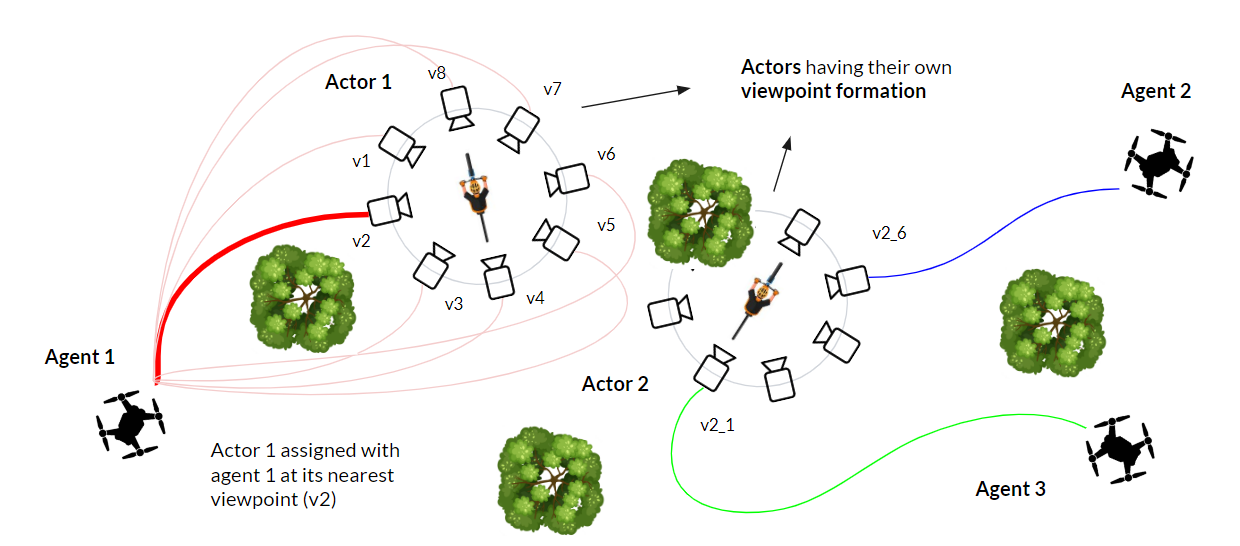 Actor 1
v8
v7
Actors having their own
viewpoint formation
Agent 2
v1
v6
v2
v5
v2_6
v3
v4
Agent 1
Actor 2
v2_1
Actor 1 assigned with
agent 1 at its nearest
viewpoint (v2)
Agent 3